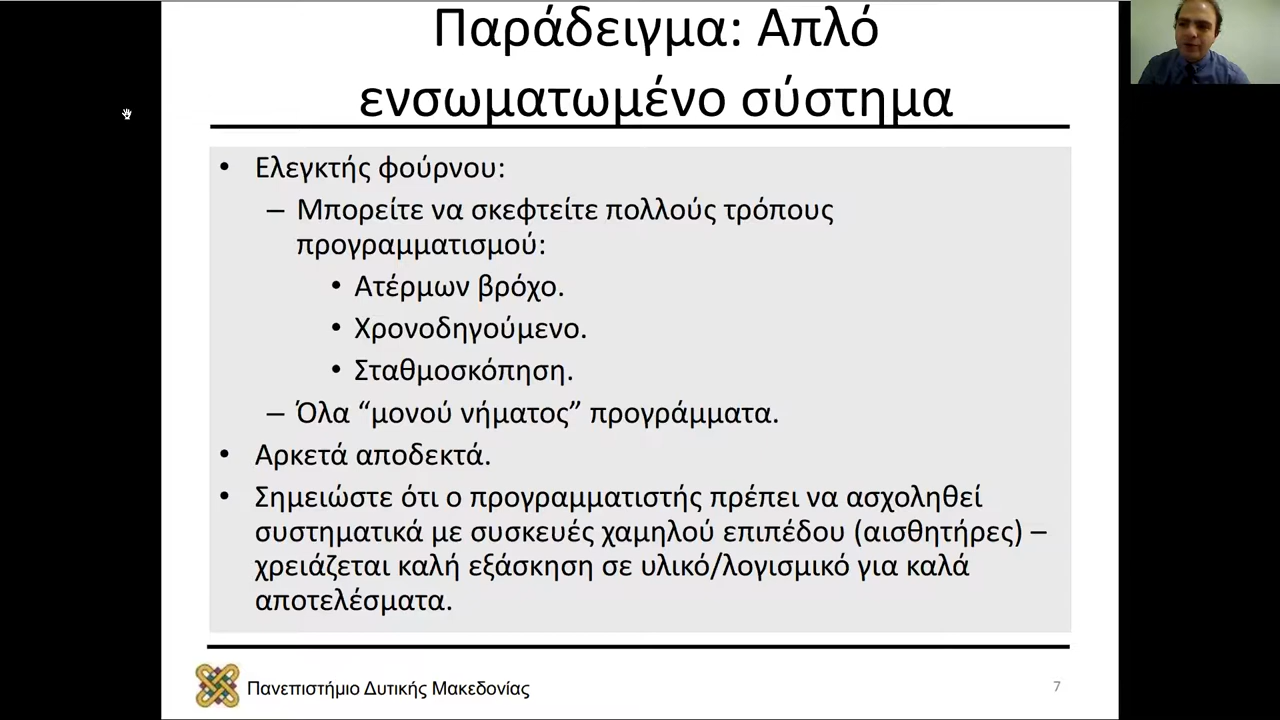 Παράδειγμα: Απλό
ενσωματωμένο σύστημα
• Ελεγκτής φούρνου:
– Μπορείτε να σκεφτείτε πολλούς τρόπους
προγραμματισμού:
• Ατέρμων βρόχο.
• Χρονοδηγούμενο.
• Σταθμοσκόπηση.
– Όλα “μονού νήματος” προγράμματα.
• Αρκετά αποδεκτά.
• Σημειώστε ότι ο προγραμματιστής πρέπει να ασχοληθεί
συστηματικά με συσκευές χαμηλού επιπέδου (αισθητήρες) –
χρειάζεται καλή εξάσκηση σε υλικό/λογισμικό για καλά
αποτελέσματα.
Πανεπιστήμιο Δυτικής Μακεδονίας
7